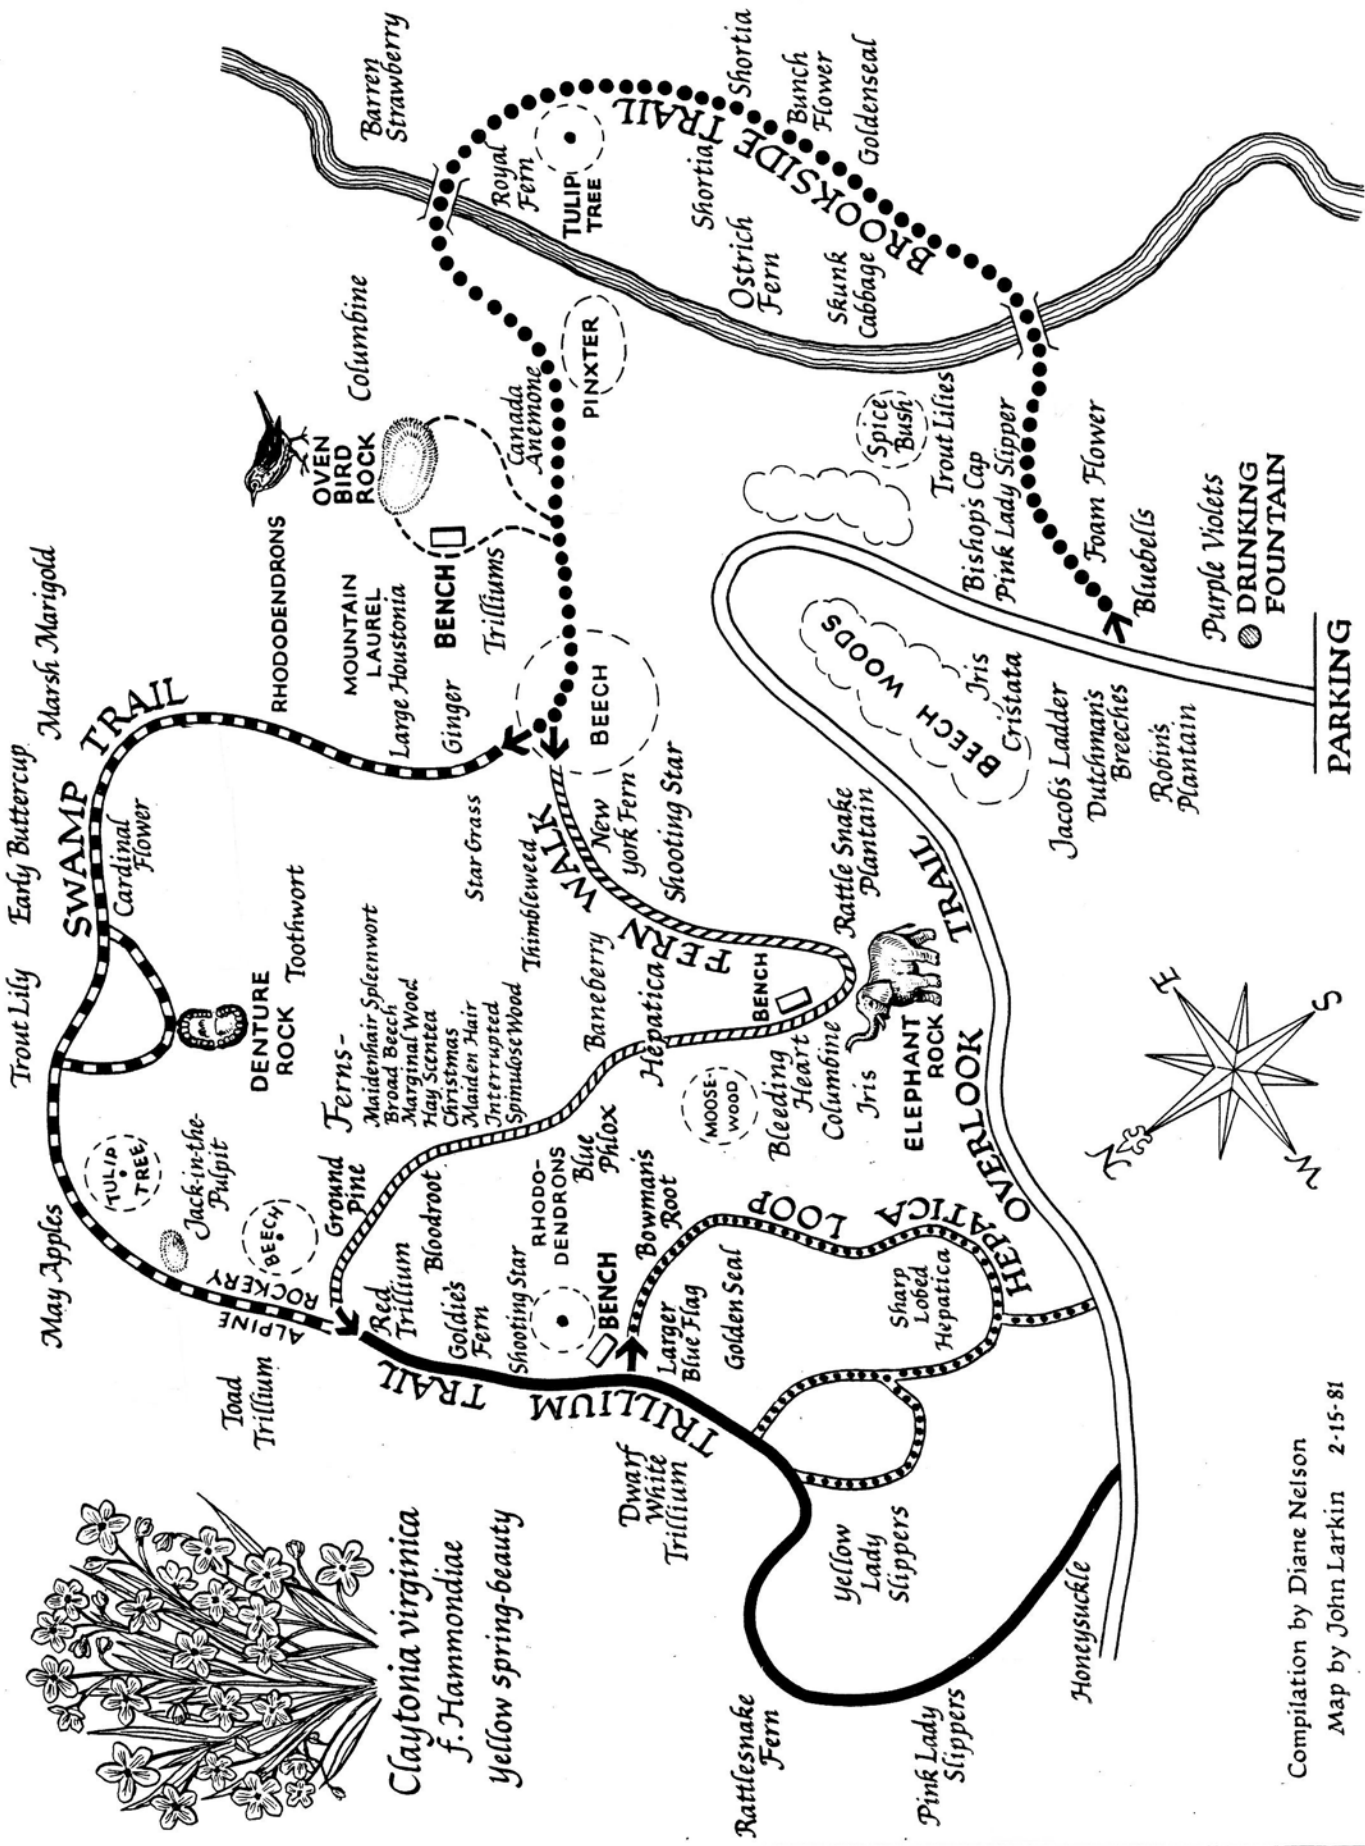 Claytonia virginica
f. Hammondiae
Yellow spring-beauty
Toad
Trillium
May Apples
Trout Lily
Early Buttercup
Marsh Marigold
SWAMP TRAIL
Cardinal
Flower
TULIP
TREE
Jack-in-the-
Pulpit
BEECH
ALPINE ROCKERY
DENTURE
ROCK
Toothwort
RHODODENDRONS
MOUNTAIN
LAUREL
Large Houstonia
Ginger
OVEN
BIRD
ROCK
BENCH
Trilliums
Columbine
Canada
Anemone
Barren
Strawberry
Royal
Fern
TULIP
TREE
PINXTER
BROOKSIDE TRAIL
Shortia
Shortia
Bunch
Flower
Goldenseal
Ostrich
Fern
Skunk
Cabbage
Ferns-
Maidenhair Spleenwort
Broad Beech
Marginal Wood
Hay Scented
Christmas
Maiden Hair
Interrupted
Spinulose Wood
Ground
Pine
Star Grass
Thimbleweed
BEECH
New
York Fern
Shooting Star
FERN WALK
Baneberry
Hepatica
Red
Trillium
Bloodroot
Goldie's
Fern
Shooting Star
RHODO-
DENDRONS
BENCH
Blue
Phlox
Bowmans
Root
TRILLIUM TRAIL
Dwarf
White
Trillium
Larger
Blue Flag
Golden Seal
MOOSE-
WOOD
BENCH
Bleeding
Heart
Columbine
Iris
Rattle Snake
Plantain
ELEPHANT
ROCK
HEPATICA LOOP
Sharp
Lobed
Hepatica
OVERLOOK TRAIL
Yellow
Lady
Slippers
Rattlesnake
Fern
Pink Lady
Slippers
Honeysuckle
BEECH WOODS
Iris
Cristata
Jacob's Ladder
Dutchman's
Breeches
Robin's
Plantain
Spice
Bush
Trout Lilies
Bishop's Cap
Pink Lady Slipper
Foam Flower
Bluebells
Purple Violets
DRINKING
FOUNTAIN
PARKING
N
E
S
W
Compilation by Diane Nelson
Map by John Larkin 2-15-81